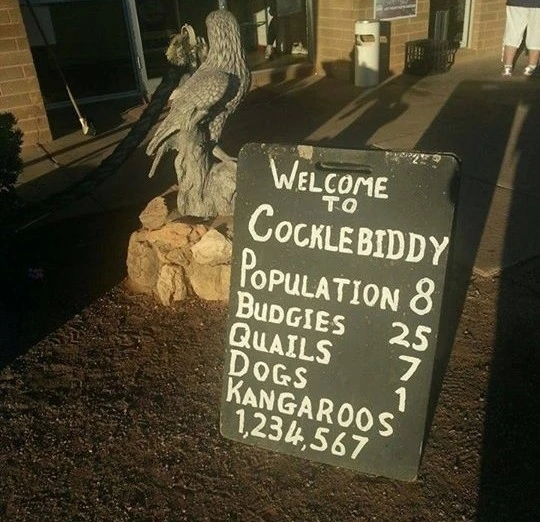 WELCOME
TO
COCKLEBIDDY
POPULATION 8
BUDGIES 25
QUAILS 7
DOGS 1
KANGAROOS
1,234,567